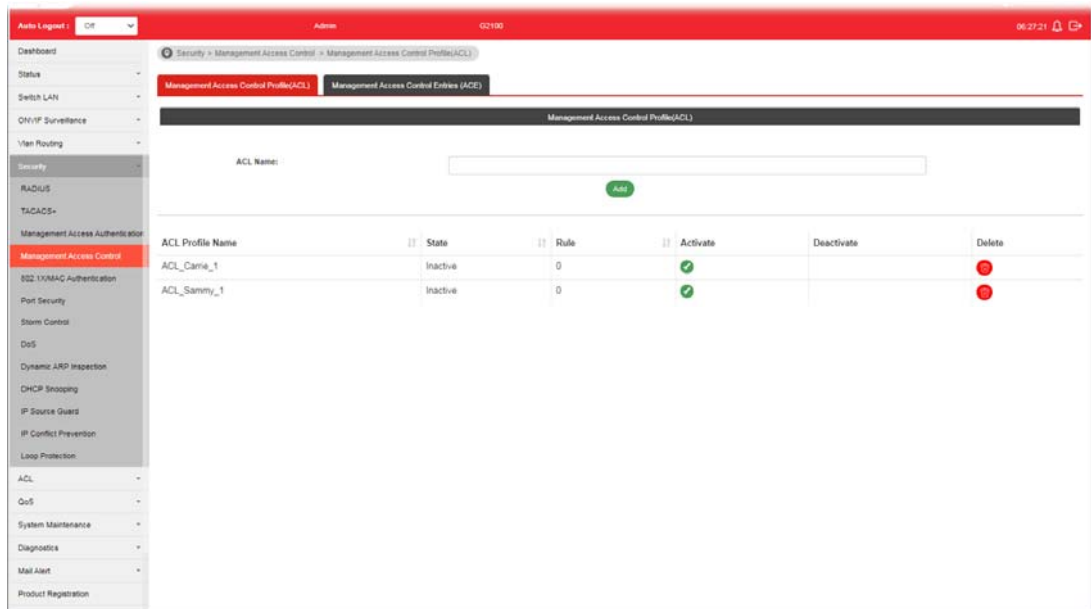 Auto Logout : Off Admin G2100 06:27:21
Dashboard
Status
Switch LAN
ONVIF Surveillance
Vlan Routing
Security
RADIUS
TACACS+
Management Access Authentication
Management Access Control
802.1X/MAC Authentication
Port Security
Storm Control
DoS
Dynamic ARP Inspection
DHCP Snooping
IP Source Guard
IP Conflict Prevention
Loop Protection
ACL
QoS
System Maintenance
Diagnostics
Mail Alert
Product Registration
Security > Management Access Control > Management Access Control Profile(ACL)
Management Access Control Profile(ACL) Management Access Control Entries (ACE)
Management Access Control Profile(ACL)
ACL Name:
Add
ACL Profile Name State Rule Activate Deactivate Delete
ACL_Carrie_1 Inactive 0
ACL_Sammy_1 Inactive 0